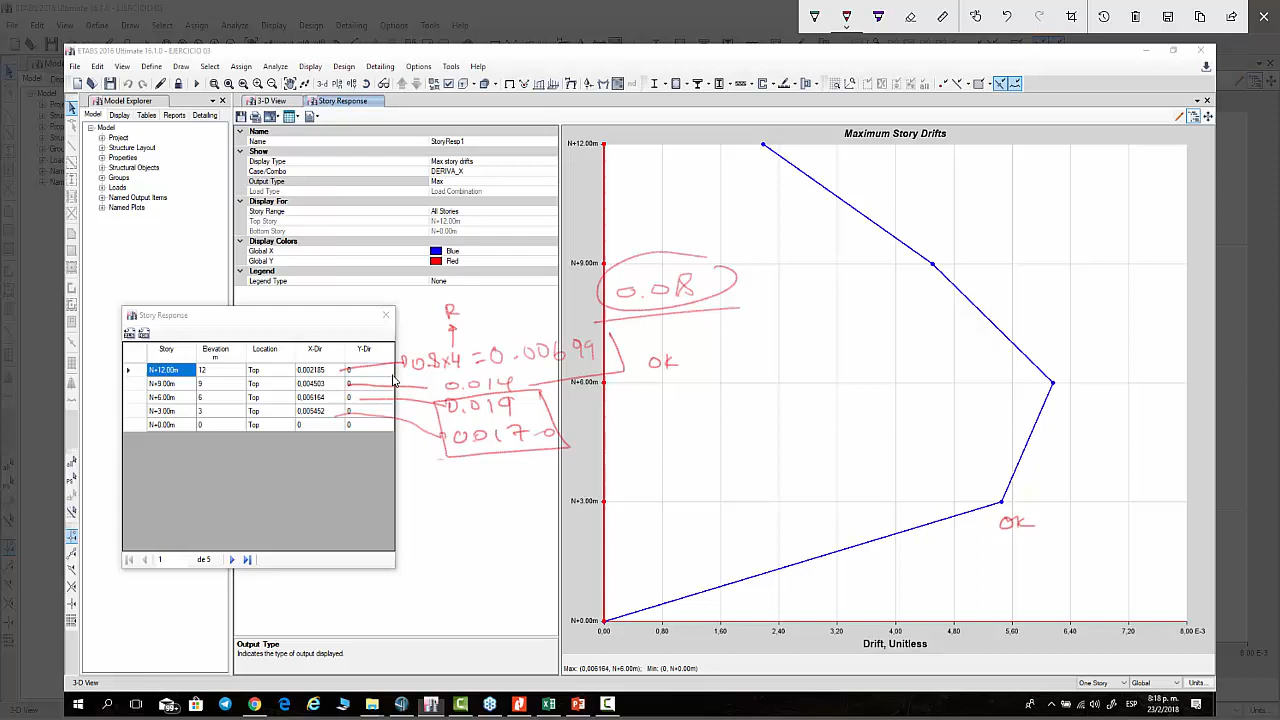 ETABS 2016 Ultimate 16.1.0 - EJERCICIO 03
File Edit View Define Draw Select Assign Analyze Display Design Detailing Options Tools Help
Model Explorer
Model Display Tables Reports Detailing
Model
Project
Structure Layout
Properties
Structural Objects
Groups
Loads
Named Output Items
Named Plots
3-D View Story Response
Name
Name StoryResp1
Show
Display Type Max story drifts
Case/Combo DERIVA_X
Output Type Max
Load Type Load Combination
Display For
Story Range All Stories
Top Story N+12.00m
Bottom Story N+0.00m
Display Colors
Global X Blue
Global Y Red
Legend
Legend Type None
Story Response
Story Elevation m Location X-Dir Y-Dir
N+12.00m 12 Top 0,002185 0
N+9.00m 9 Top 0,004503 0
N+6.00m 6 Top 0,006164 0
N+3.00m 3 Top 0,005452 0
N+0.00m 0 Top 0 0
1 de 5
R
= 0.00699
0.014
0.019
0.0170
OK
Output Type
Indicates the type of output displayed.
Maximum Story Drifts
N+12.00m
N+9.00m
0.08
N+6.00m
N+3.00m
OK
N+0.00m
0,00 0,80 1,60 2,40 3,20 4,00 4,80 5,60 6,40 7,20 8,00 E-3
Drift, Unitless
Max: (0,006164, N+6.00m); Min: (0, N+0.00m)
3-D View One Story Global Units...
ESP
8:18 p.m.
23/2/2018